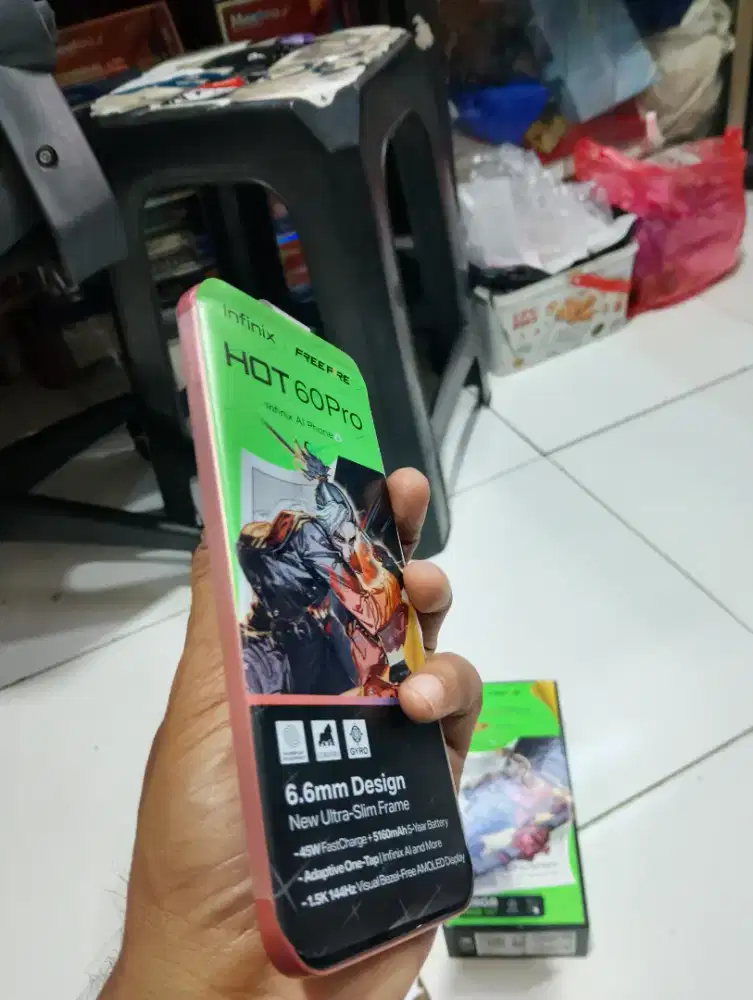 Infinix
FREE FIRE
HOT 60Pro
Infinix AI Phone
GYRO
6.6mm Design
New Ultra-Slim Frame
-45W FastCharge + 5160mAh 5-Year Battery
- Adaptive One-Tap | Infinix AI and More
- 1.5K 144Hz Visual Bezel-Free AMOLED Display